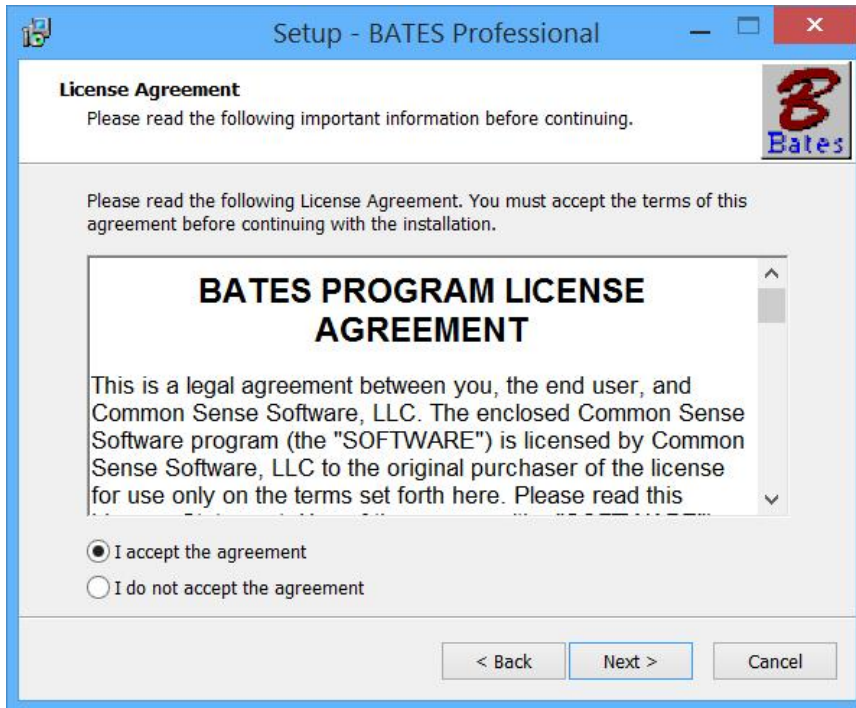 Setup - BATES Professional
License Agreement
Please read the following important information before continuing.
Bates
Please read the following License Agreement. You must accept the terms of this
agreement before continuing with the installation.
BATES PROGRAM LICENSE
AGREEMENT
This is a legal agreement between you, the end user, and
Common Sense Software, LLC. The enclosed Common Sense
Software program (the "SOFTWARE") is licensed by Common
Sense Software, LLC to the original purchaser of the license
for use only on the terms set forth here. Please read this
I accept the agreement
I do not accept the agreement
< Back
Next >
Cancel